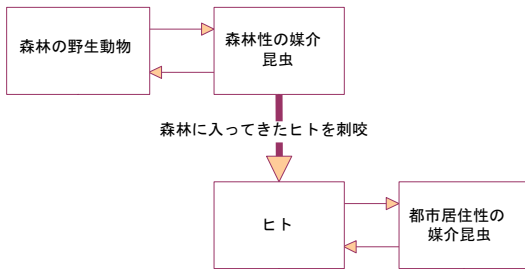 森林の野生動物
森林性の媒介
昆虫
森林に入ってきたヒトを刺咬
ヒト
都市居住性の
媒介昆虫